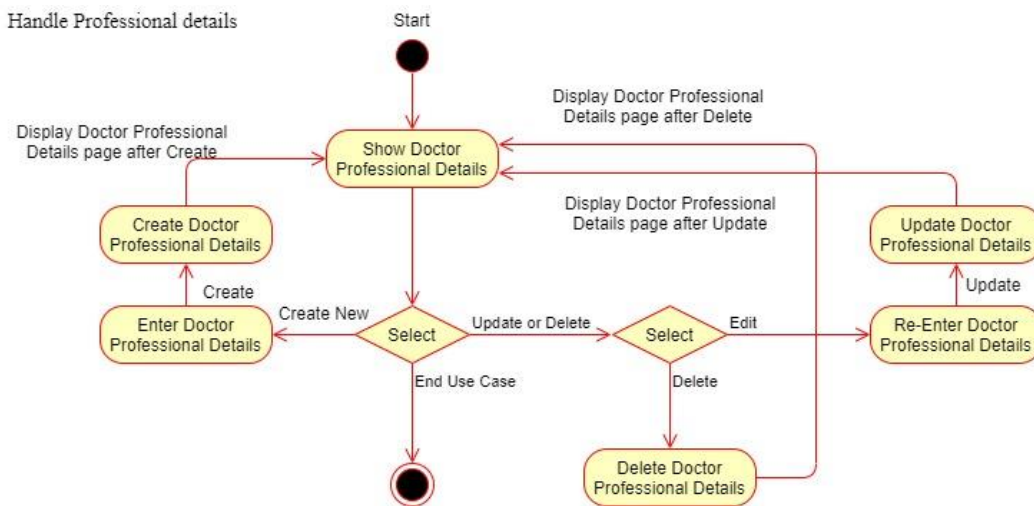 Handle Professional details
Start
Display Doctor Professional
Details page after Delete
Display Doctor Professional
Details page after Create
Show Doctor
Professional Details
Display Doctor Professional
Details page after Update
Create Doctor
Professional Details
Update Doctor
Professional Details
Create
Update
Enter Doctor
Professional Details
Create New
Select
Update or Delete
Select
Edit
Re-Enter Doctor
Professional Details
End Use Case
Delete
Delete Doctor
Professional Details